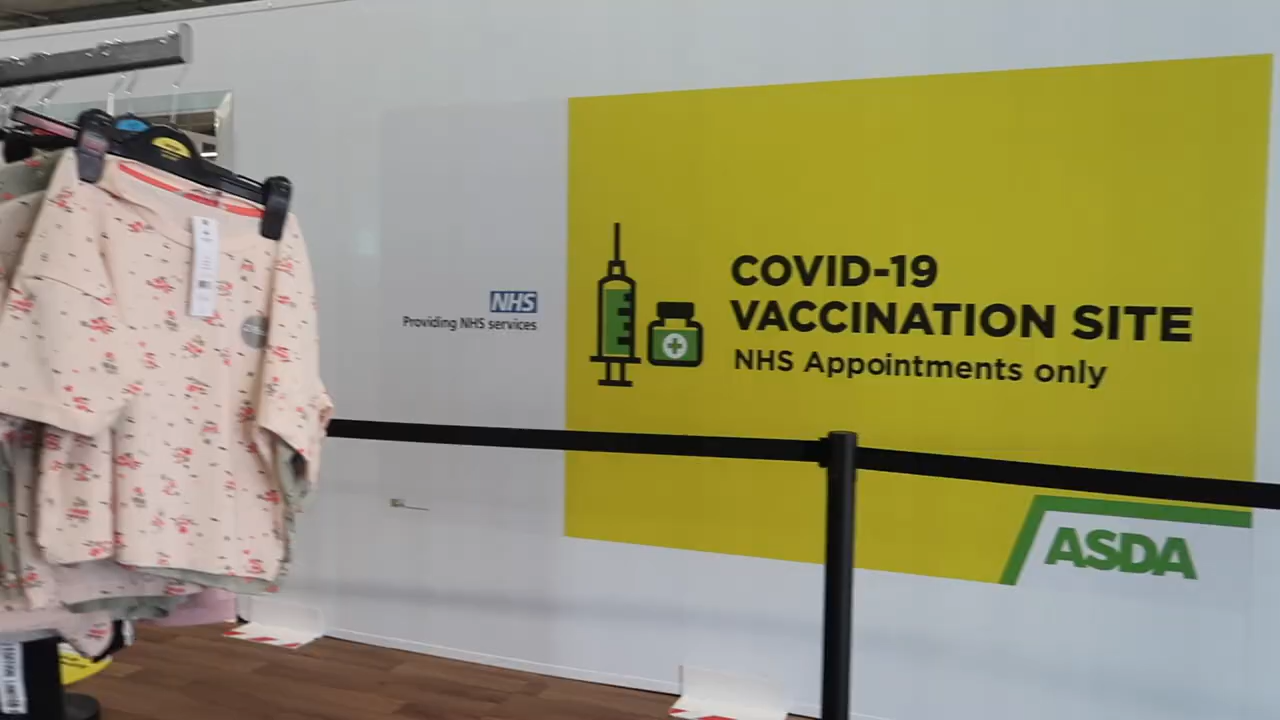 NHS
Providing NHS services
COVID-19
VACCINATION SITE
NHS Appointments only
ASDA